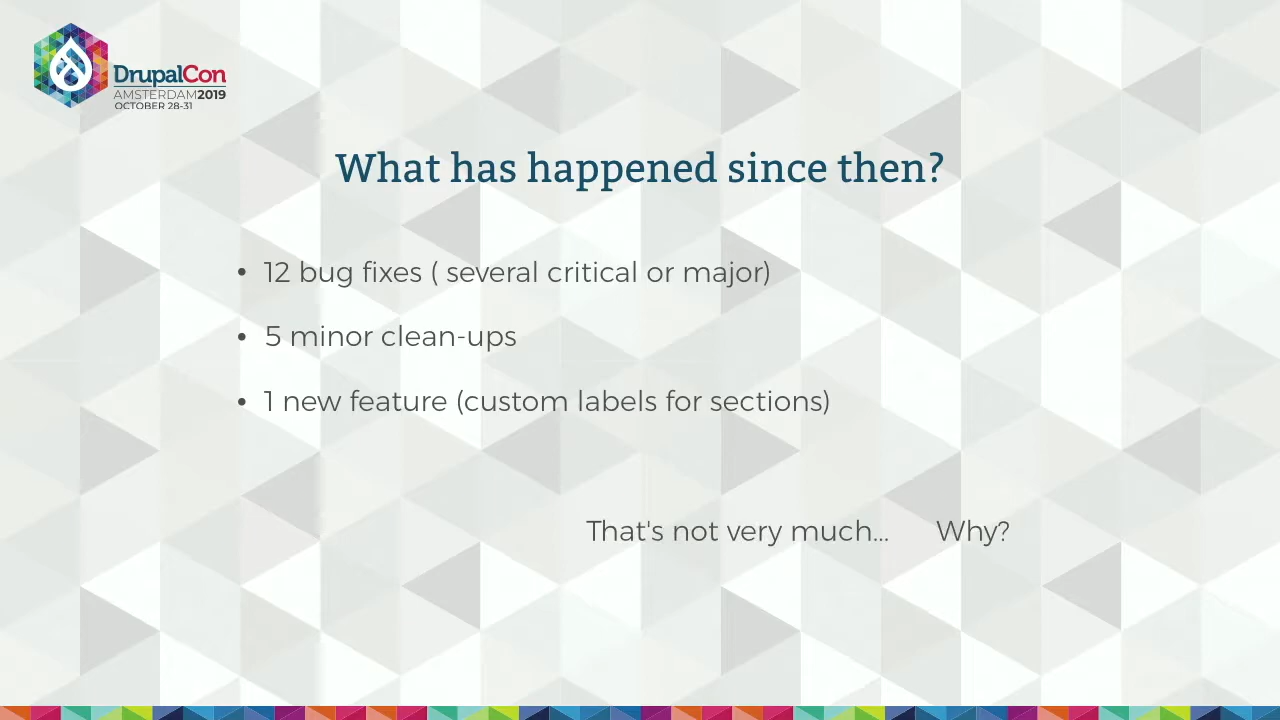 DrupalCon
AMSTERDAM2019
OCTOBER 28-31
What has happened since then?
• 12 bug fixes ( several critical or major)
• 5 minor clean-ups
• 1 new feature (custom labels for sections)
That's not very much... Why?